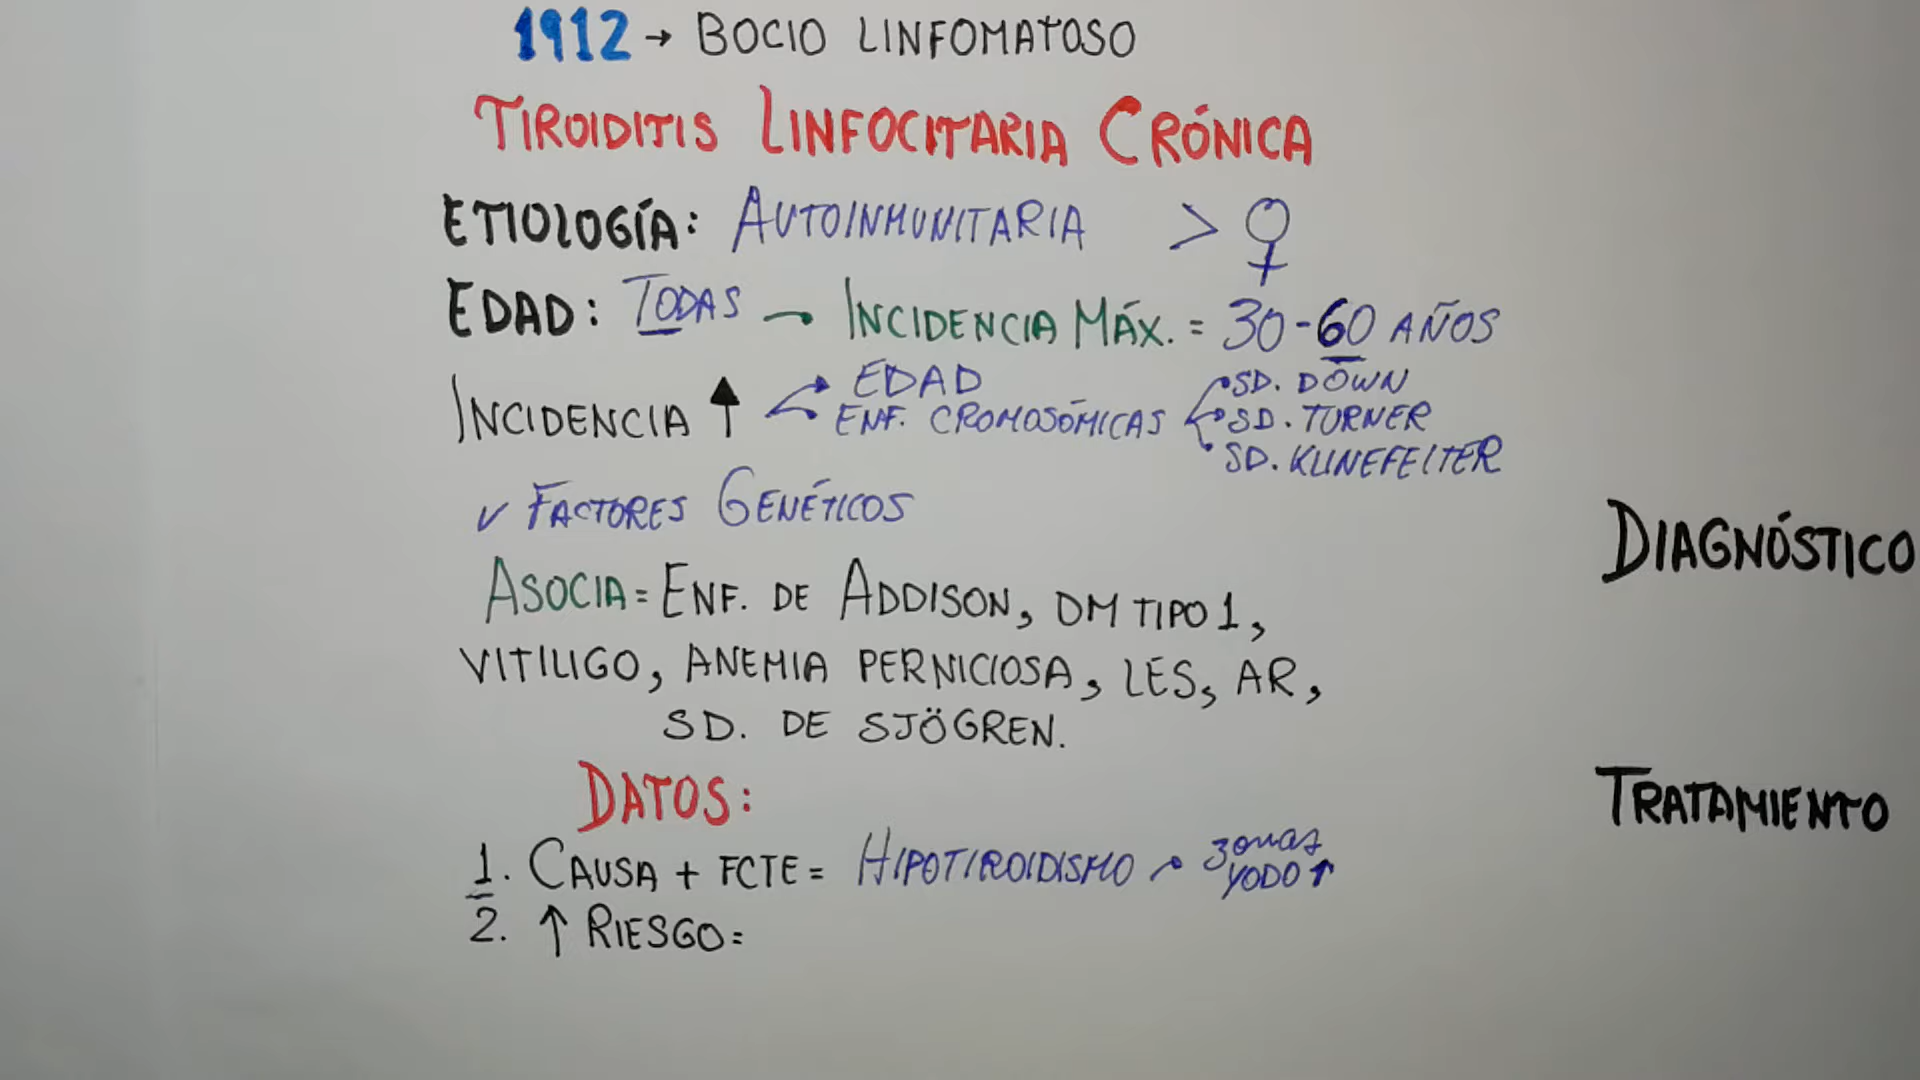 1912 → BOCIO LINFOMATOSO
TIROIDITIS LINFOCITARIA CRÓNICA
ETIOLOGÍA: AUTOINMUNITARIA > ♀
EDAD: TODAS → INCIDENCIA MÁX. = 30-60 AÑOS
INCIDENCIA ↑ EDAD
ENF. CROMOSÓMICAS
SD. DOWN
SD. TURNER
SD. KLINEFELTER
✓ FACTORES GENÉTICOS
ASOCIA = ENF. DE ADDISON, DM TIPO 1,
VITILIGO, ANEMIA PERNICIOSA, LES, AR,
SD. DE SJÖGREN.
DATOS:
1. CAUSA + FCTE = HIPOTIROIDISMO → zonas
YODO ↑
2. ↑ RIESGO =
DIAGNÓSTICO
TRATAMIENTO